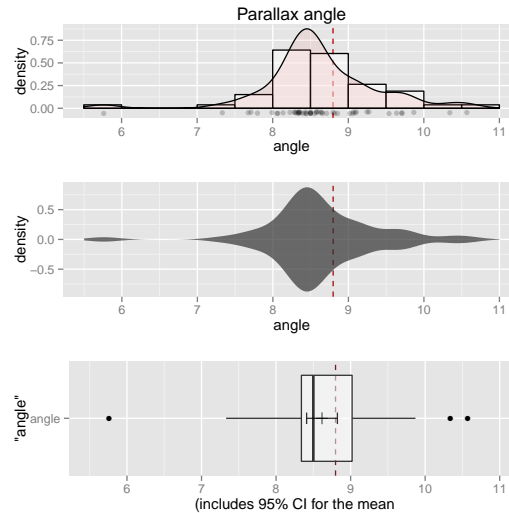 Parallax angle
density
0.75
0.50
0.25
0.00
6 7 8 9 10 11
angle
density
0.5
0.0
−0.5
6 7 8 9 10 11
angle
"angle"
angle
6 7 8 9 10 11
(includes 95% CI for the mean